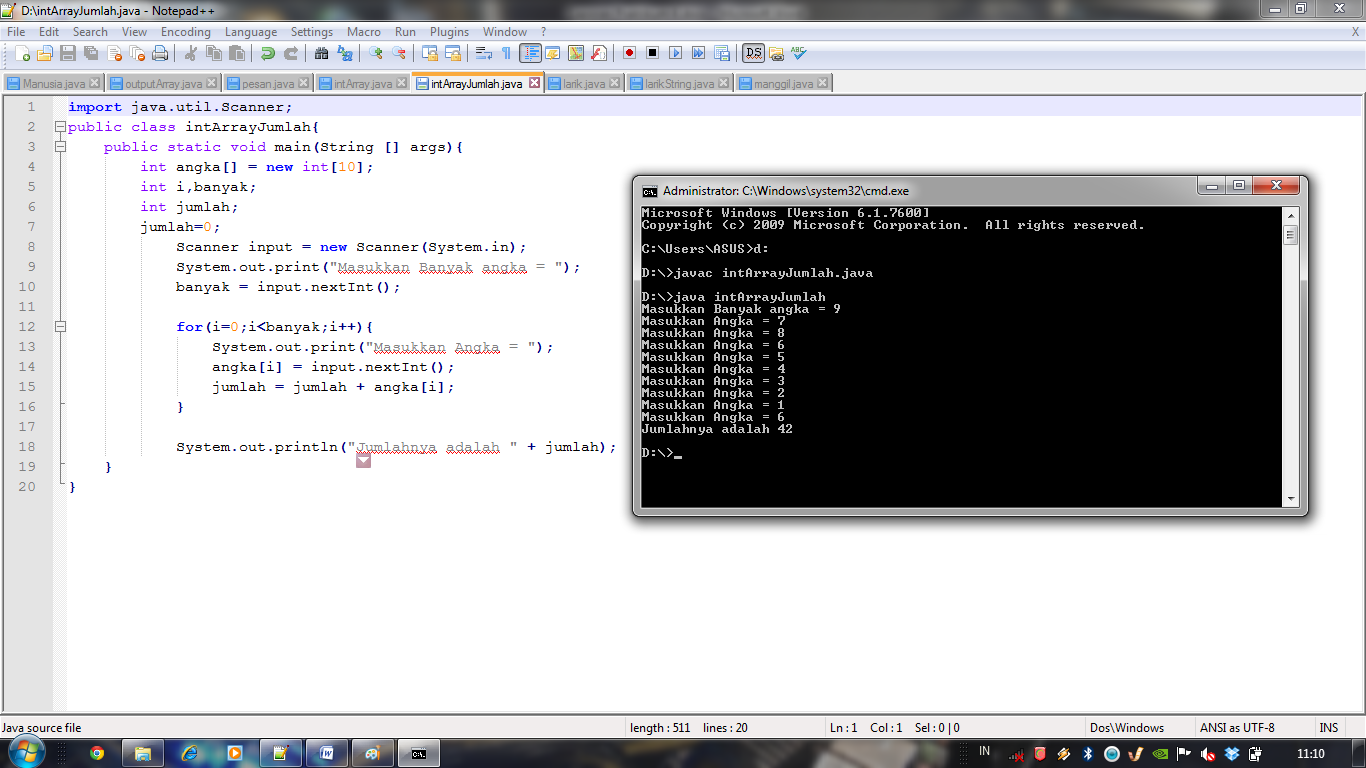 D:\intArrayJumlah.java - Notepad++
File Edit Search View Encoding Language Settings Macro Run Plugins Window ? X
Manusia.java outputArray.java pesan.java intArray.java intArrayJumlah.java larik.java larikString.java manggil.java
1 import java.util.Scanner;
2 public class intArrayJumlah{
3 public static void main(String [] args){
4 int angka[] = new int[10];
5 int i,banyak;
6 int jumlah;
7 jumlah=0;
8 Scanner input = new Scanner(System.in);
9 System.out.print("Masukkan Banyak angka = ");
10 banyak = input.nextInt();
11
12 for(i=0;i<banyak;i++){
13 System.out.print("Masukkan Angka = ");
14 angka[i] = input.nextInt();
15 jumlah = jumlah + angka[i];
16 }
17
18 System.out.println("Jumlahnya adalah " + jumlah);
19 }
20 }
Administrator: C:\Windows\system32\cmd.exe
Microsoft Windows [Version 6.1.7600]
Copyright (c) 2009 Microsoft Corporation. All rights reserved.
C:\Users\ASUS>d:
D:\>javac intArrayJumlah.java
D:\>java intArrayJumlah
Masukkan Banyak angka = 9
Masukkan Angka = 7
Masukkan Angka = 8
Masukkan Angka = 6
Masukkan Angka = 5
Masukkan Angka = 4
Masukkan Angka = 3
Masukkan Angka = 2
Masukkan Angka = 1
Masukkan Angka = 6
Jumlahnya adalah 42
D:\>_
Java source file length : 511 lines : 20 Ln : 1 Col : 1 Sel : 0 | 0 Dos\Windows ANSI as UTF-8 INS
IN 11:10